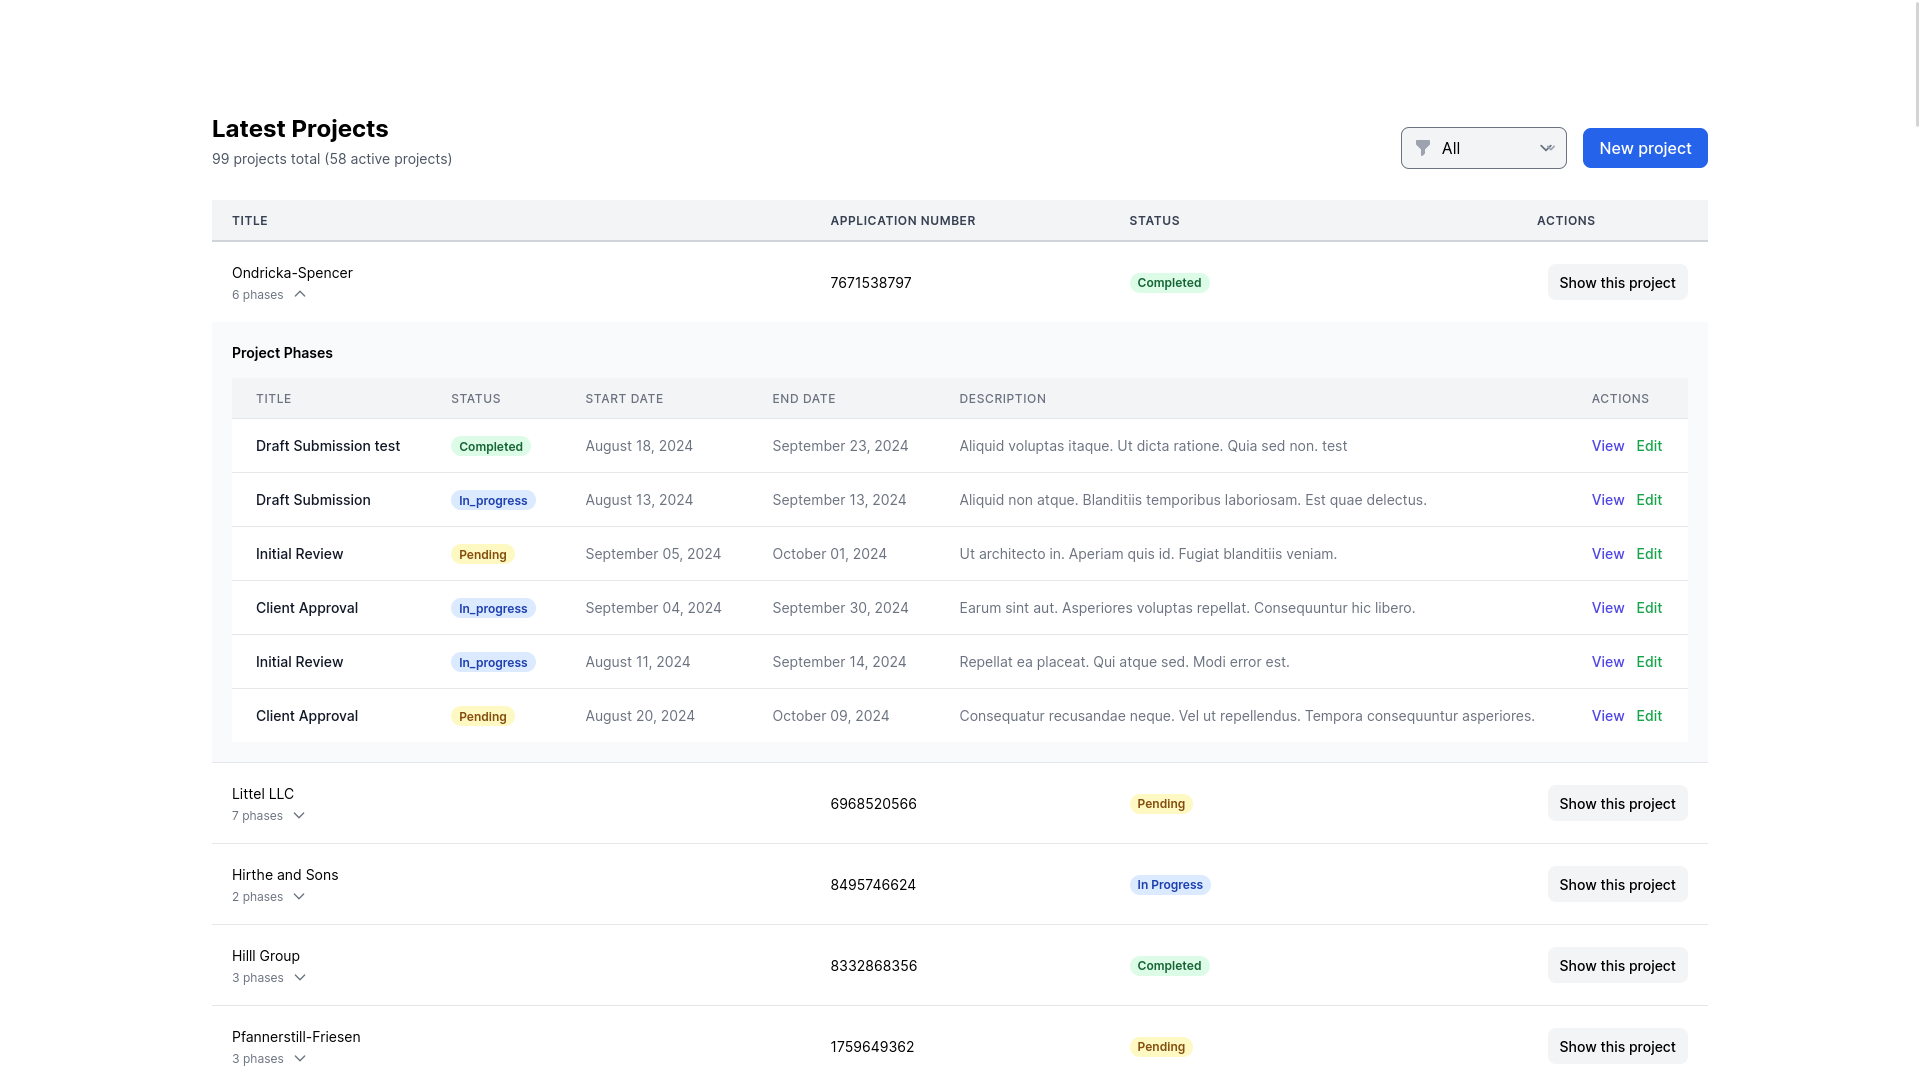 Latest Projects
99 projects total (58 active projects)
All
New project
TITLE APPLICATION NUMBER STATUS ACTIONS
Ondricka-Spencer
6 phases
7671538797 Completed Show this project
Project Phases
TITLE STATUS START DATE END DATE DESCRIPTION ACTIONS
Draft Submission test Completed August 18, 2024 September 23, 2024 Aliquid voluptas itaque. Ut dicta ratione. Quia sed non. test View Edit
Draft Submission In_progress August 13, 2024 September 13, 2024 Aliquid non atque. Blanditiis temporibus laboriosam. Est quae delectus. View Edit
Initial Review Pending September 05, 2024 October 01, 2024 Ut architecto in. Aperiam quis id. Fugiat blanditiis veniam. View Edit
Client Approval In_progress September 04, 2024 September 30, 2024 Earum sint aut. Asperiores voluptas repellat. Consequuntur hic libero. View Edit
Initial Review In_progress August 11, 2024 September 14, 2024 Repellat ea placeat. Qui atque sed. Modi error est. View Edit
Client Approval Pending August 20, 2024 October 09, 2024 Consequatur recusandae neque. Vel ut repellendus. Tempora consequuntur asperiores. View Edit
Littel LLC
7 phases
6968520566 Pending Show this project
Hirthe and Sons
2 phases
8495746624 In Progress Show this project
Hilll Group
3 phases
8332868356 Completed Show this project
Pfannerstill-Friesen
3 phases
1759649362 Pending Show this project